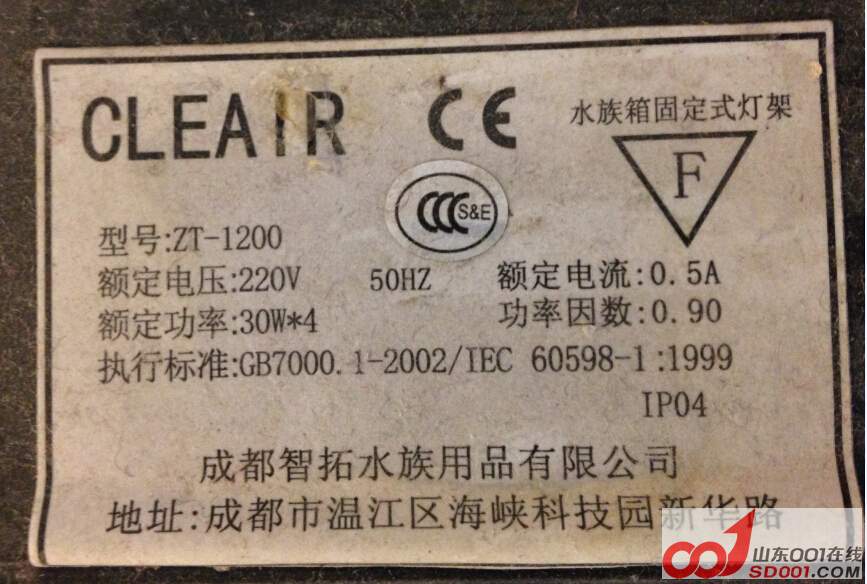 CLEAIR CE 水族箱固定式灯架
F
CCC S&E
型号:ZT-1200
额定电压:220V 50HZ 额定电流:0.5A
额定功率:30W*4 功率因数:0.90
执行标准:GB7000.1-2002/IEC 60598-1:1999
IP04
成都智拓水族用品有限公司
地址:成都市温江区海峡科技园新华路
001 山东001在线
SD001.COM